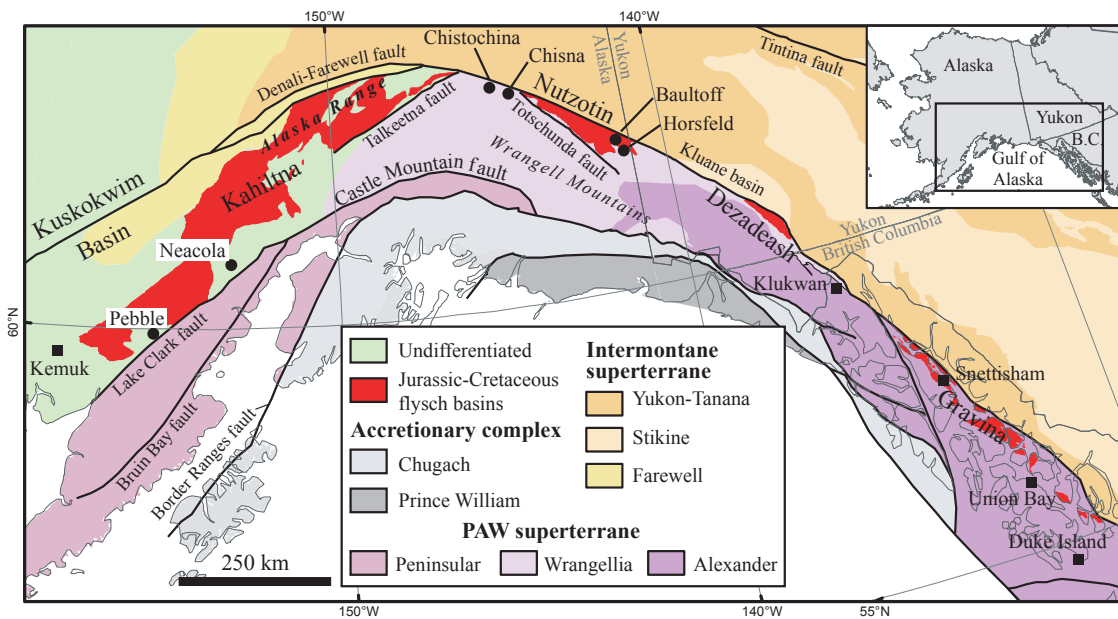 150°W
140°W
Chistochina
Chisna
Yukon
Alaska
Tintina fault
Denali-Farewell fault
Alaska Range
Nutzotin
Baultoff
Horsfeld
Totschunda fault
Talkeetna fault
Wrangell Mountains
Kluane basin
Castle Mountain fault
Kahiltna
Kuskokwim
Basin
Dezadeash
Yukon
British Columbia
Neacola
Klukwan
60°N
Pebble
Kemuk
Lake Clark fault
Bruin Bay fault
Border Ranges fault
Snettisham
Gravina
Union Bay
Duke Island
Alaska
Yukon
B.C.
Gulf of
Alaska
Undifferentiated
Jurassic-Cretaceous
flysch basins
Accretionary complex
Chugach
Prince William
Intermontane
superterrane
Yukon-Tanana
Stikine
Farewell
PAW superterrane
Peninsular
Wrangellia
Alexander
250 km
150°W
140°W
55°N